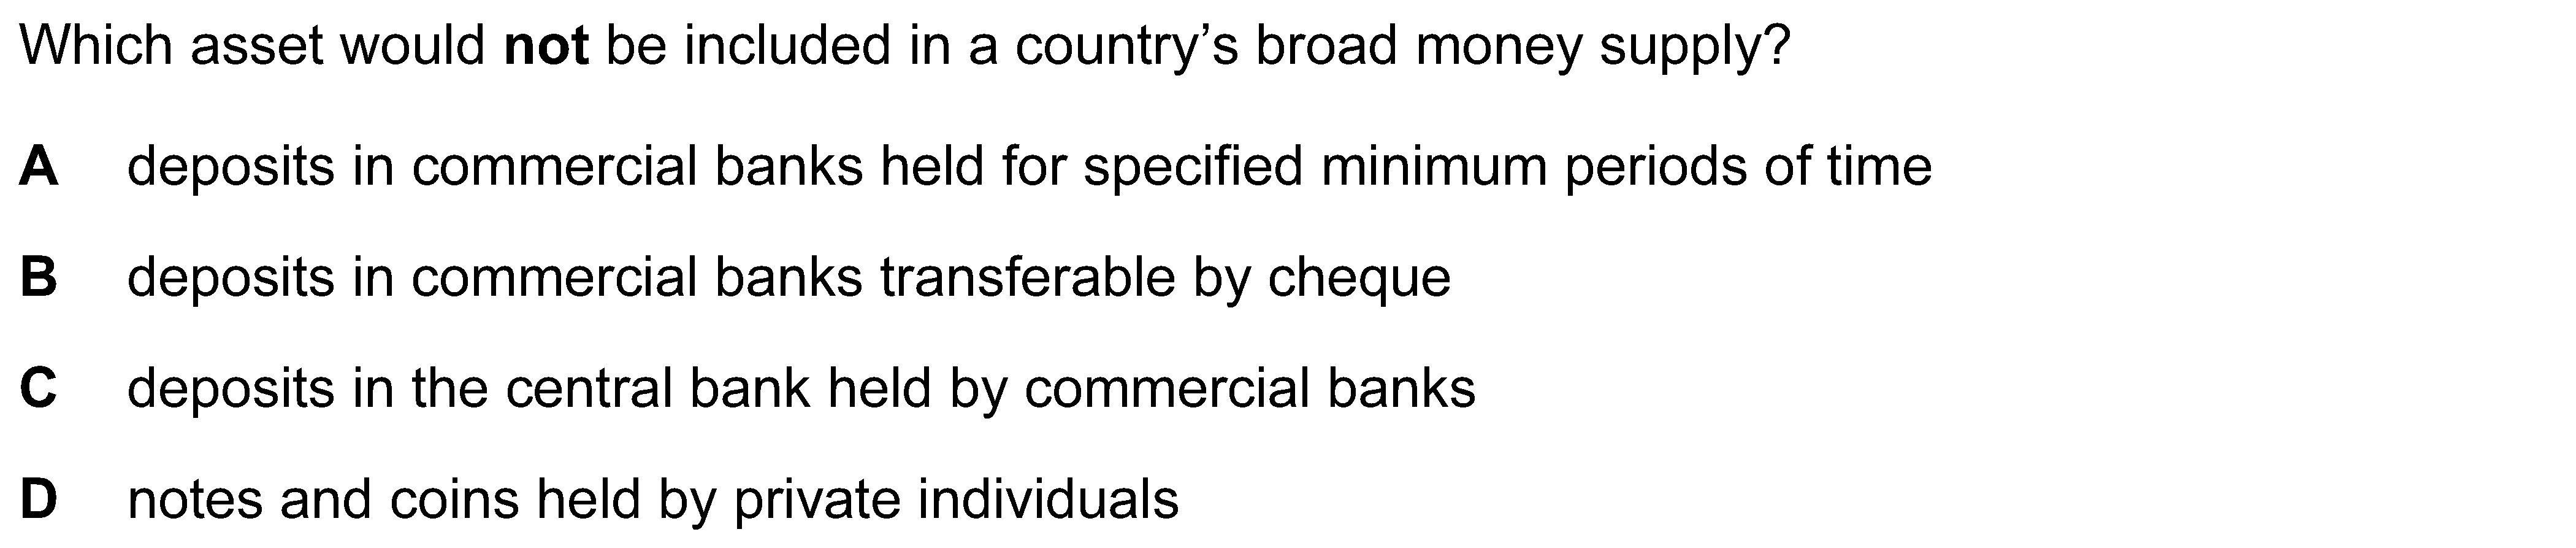 Which asset would not be included in a country’s broad money supply?
A deposits in commercial banks held for specified minimum periods of time
B deposits in commercial banks transferable by cheque
C deposits in the central bank held by commercial banks
D notes and coins held by private individuals